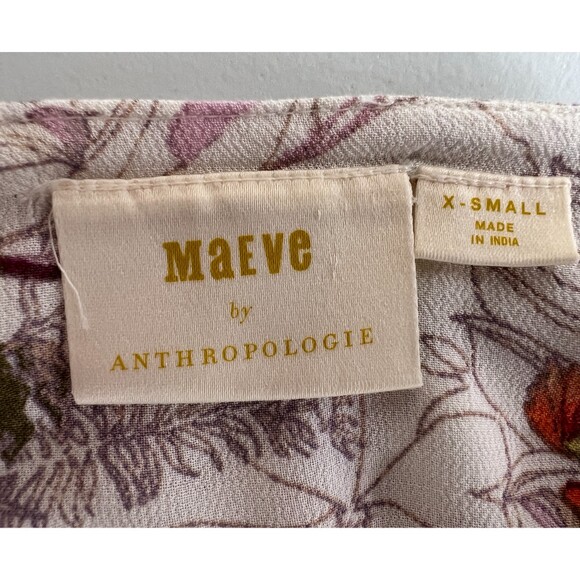 MaEve
by
ANTHROPOLOGIE
X-SMALL
MADE
IN INDIA